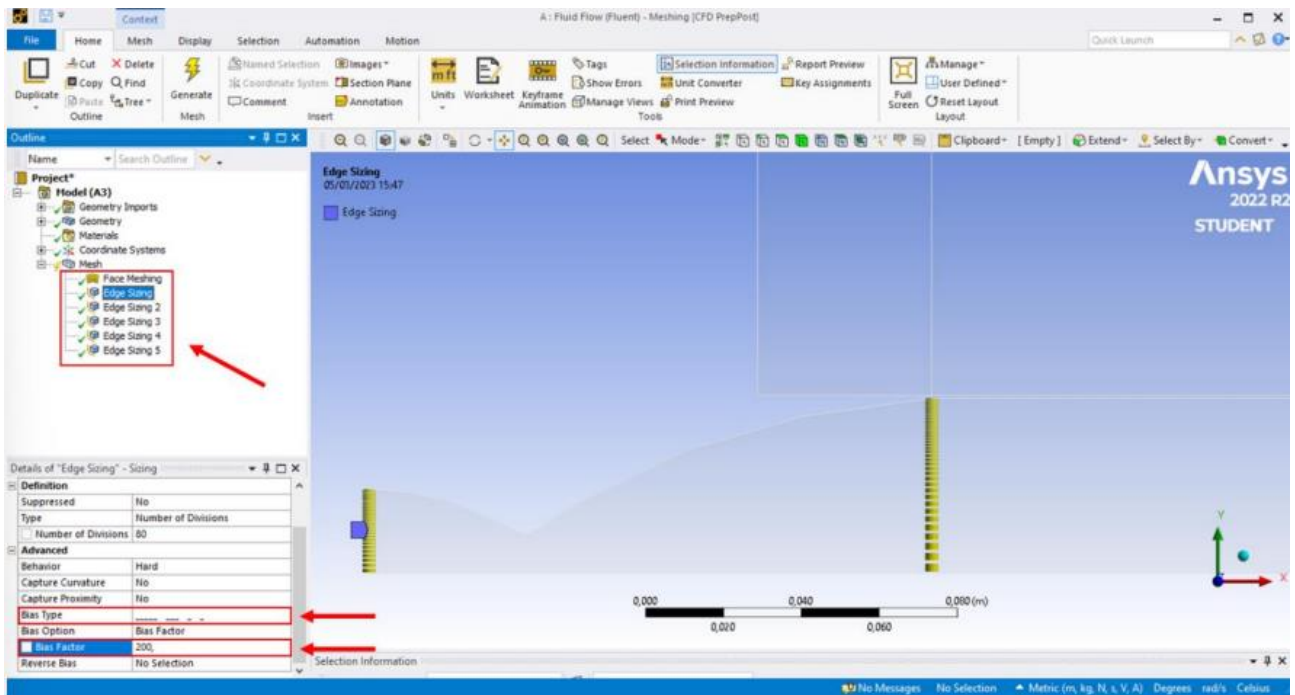 Context
A : Fluid Flow (Fluent) - Meshing [CFD PrepPost]
File Home Mesh Display Selection Automation Motion
Quick Launch
Duplicate
Cut
Copy
Paste
Delete
Find
Tree
Outline
Generate
Mesh
Named Selection
Coordinate System
Comment
Images
Section Plane
Annotation
Insert
Units
Worksheet
Keyframe
Animation
Tags
Show Errors
Manage Views
Selection Information
Unit Converter
Print Preview
Report Preview
Key Assignments
Tools
Full
Screen
Manage
User Defined
Reset Layout
Layout
Outline
Select Mode Clipboard [Empty] Extend Select By Convert
Name Search Outline
Project*
Model (A3)
Geometry Imports
Geometry
Materials
Coordinate Systems
Mesh
Face Meshing
Edge Sizing
Edge Sizing 2
Edge Sizing 3
Edge Sizing 4
Edge Sizing 5
Edge Sizing
05/03/2023 15:47
Edge Sizing
Ansys
2022 R2
STUDENT
Y
X
0,000 0,040 0,080 (m)
0,020 0,060
Details of "Edge Sizing" - Sizing
Definition
Suppressed No
Type Number of Divisions
Number of Divisions 80
Advanced
Behavior Hard
Capture Curvature No
Capture Proximity No
Bias Type
Bias Option Bias Factor
Bias Factor 200,
Reverse Bias No Selection
Selection Information
No Messages No Selection Metric (m, kg, N, s, V, A) Degrees rad/s Celsius